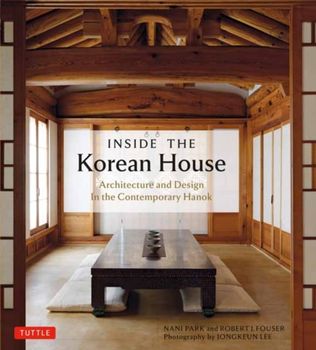 INSIDE THE
Korean House
Architecture and Design
In the Contemporary Hanok
NANI PARK and ROBERT J. FOUSER
Photography by JONGKEUN LEE
TUTTLE